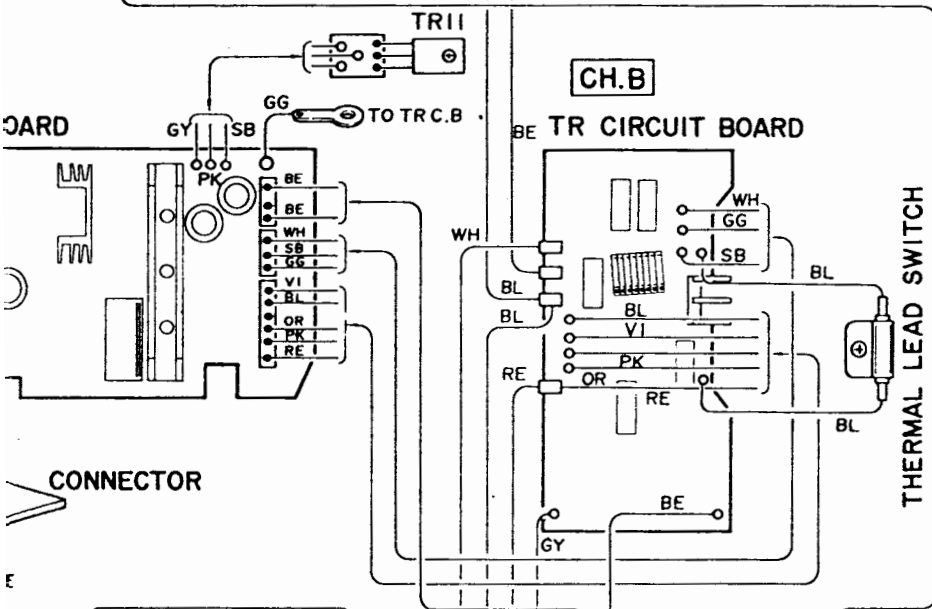 TR11
CH.B
GG
TO TR C.B
OARD
GY
SB
PK
BE
TR CIRCUIT BOARD
BE
BE
WH
SB
GG
VI
BL
OR
PK
RE
WH
BL
BL
RE
WH
GG
SB
BL
BL
VI
PK
OR
RE
BL
THERMAL LEAD SWITCH
CONNECTOR
BE
GY
E